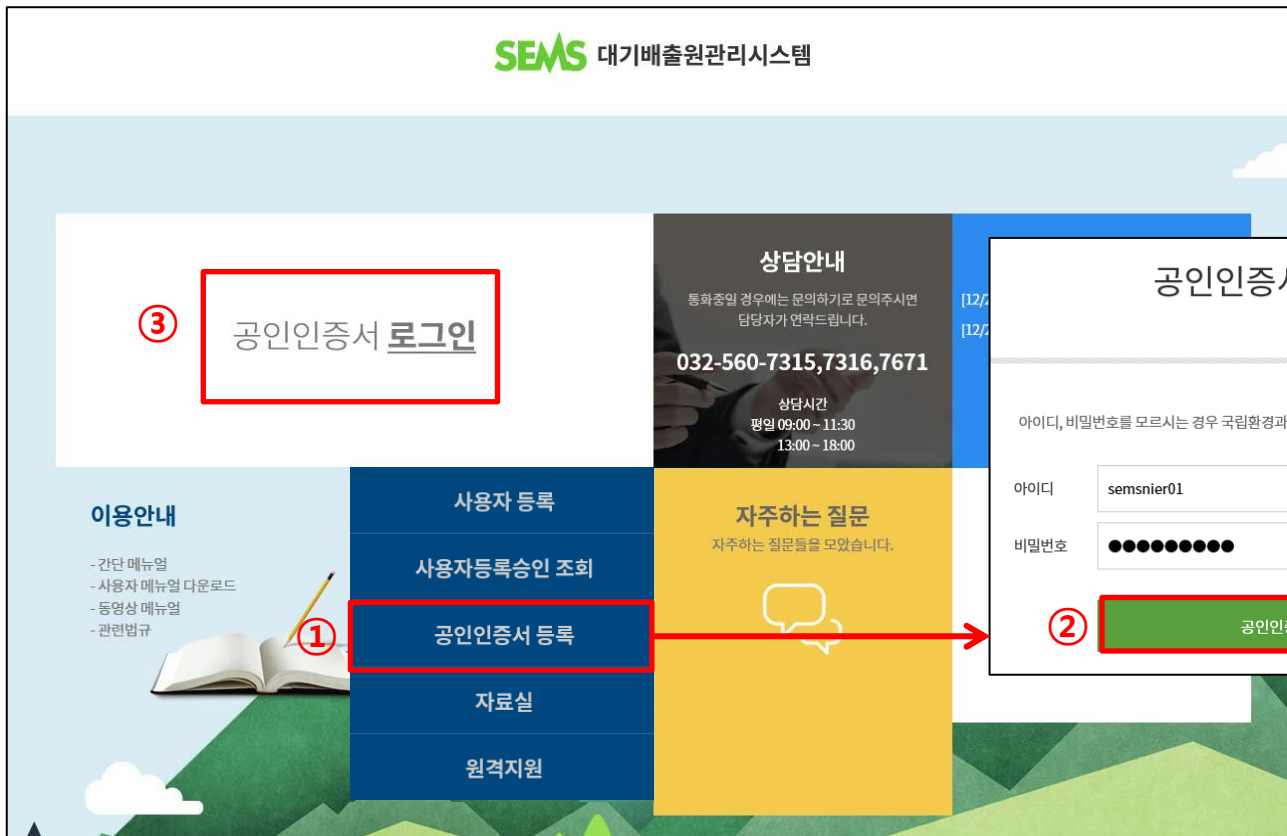 SEMS 대기배출원관리시스템
③
공인인증서 로그인
상담안내
통화중일 경우에는 문의하기로 문의주시면
담당자가 연락드립니다.
032-560-7315,7316,7671
상담시간
평일 09:00 ~ 11:30
13:00 ~ 18:00
[12/2
[12/2
이용안내
- 간단 메뉴얼
- 사용자 메뉴얼 다운로드
- 동영상 메뉴얼
- 관련법규
사용자 등록
사용자등록승인 조회
①
공인인증서 등록
자료실
원격지원
자주하는 질문
자주하는 질문들을 모았습니다.
공인인증서
아이디, 비밀번호를 모르시는 경우 국립환경과
아이디
semsnier01
비밀번호
●●●●●●●●●
②
공인인증